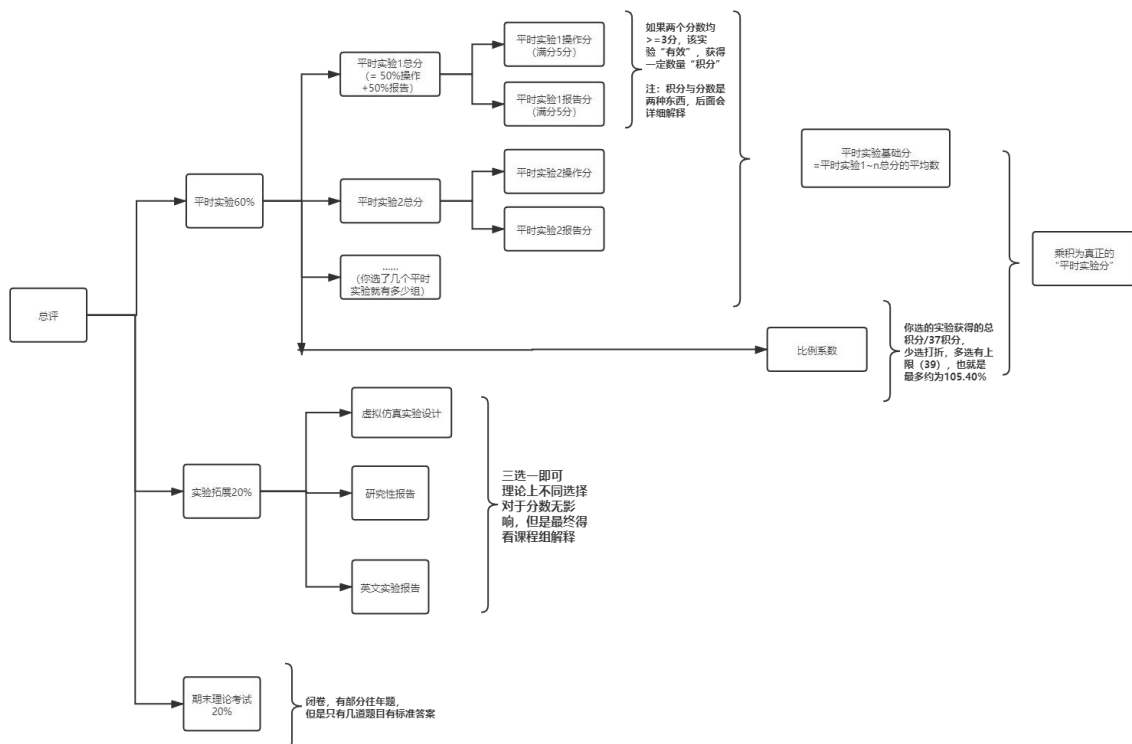 总评
平时实验60%
平时实验1总分
（= 50%操作
+50%报告）
平时实验1操作分
（满分5分）
平时实验1报告分
（满分5分）
如果两个分数均
>=3分，该实
验“有效”，获得
一定数量“积分”
注：积分与分数是
两种东西，后面会
详细解释
平时实验2总分
平时实验2操作分
平时实验2报告分
......
（你选了几个平时
实验就有多少组）
平时实验基础分
=平时实验1~n总分的平均数
比例系数
你选的实验获得的总
积分/37积分，
少选打折，多选有上
限（39），也就是
最多约为105.40%
乘积为真正的
“平时实验分”
实验拓展20%
虚拟仿真实验设计
研究性报告
英文实验报告
三选一即可
理论上不同选择
对于分数无影
响，但是最终得
看课程组解释
期末理论考试
20%
闭卷，有部分往年题，
但是只有几道题目有标准答案